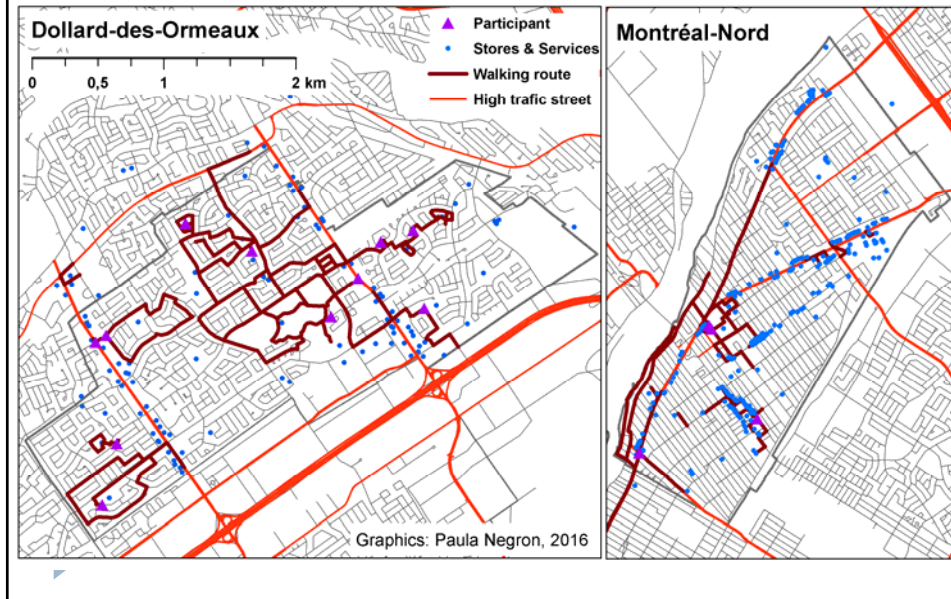 Dollard-des-Ormeaux
0 0,5 1 2 km
Participant
Stores & Services
Walking route
High trafic street
Graphics: Paula Negron, 2016
Montréal-Nord